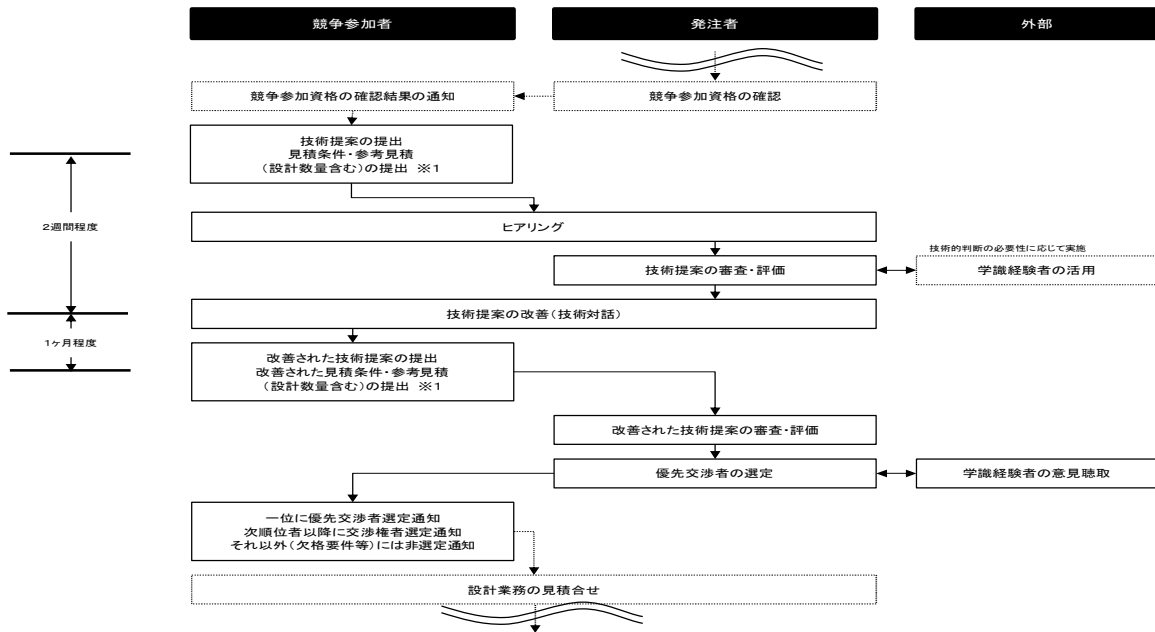 競争参加者
発注者
外部
競争参加資格の確認結果の通知
競争参加資格の確認
技術提案の提出
見積条件・参考見積
(設計数量含む)の提出 ※1
2週間程度
ヒアリング
技術的判断の必要性に応じて実施
技術提案の審査・評価
学識経験者の活用
技術提案の改善(技術対話)
1ヶ月程度
改善された技術提案の提出
改善された見積条件・参考見積
(設計数量含む)の提出 ※1
改善された技術提案の審査・評価
優先交渉者の選定
学識経験者の意見聴取
一位に優先交渉者選定通知
次順位者以降に交渉権者選定通知
それ以外(欠格要件等)には非選定通知
設計業務の見積合せ